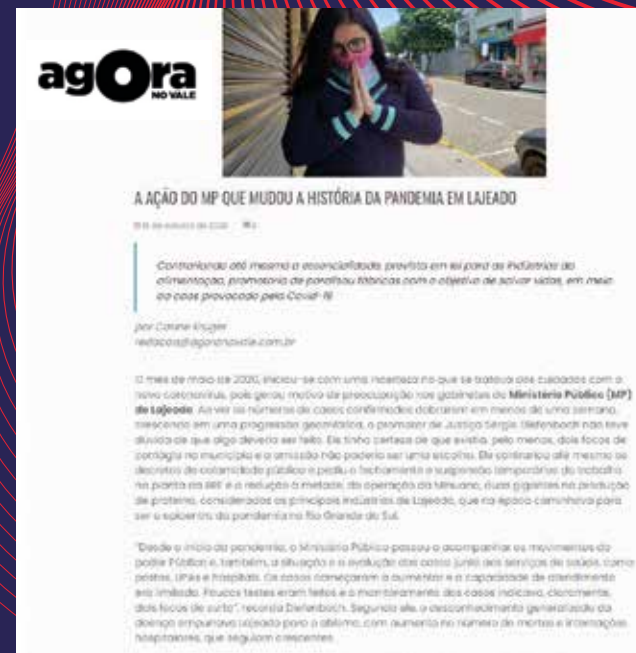 agora
NO VALE
A AÇÃO DO MP QUE MUDOU A HISTÓRIA DA PANDEMIA EM LAJEADO
de outubro de
Contrariando até mesmo a essencialidade, prevista em lei para as indústrias da
alimentação, promotoria de paralisou fábricas com o objetivo de salvar vidas, em meio
ao caos provocado pela Covid-19
por Carine Krüger
redacao@agoranovale.com.br
O mês de maio de 2020, iniciou-se com uma incerteza no que se tratava dos cuidados com o
novo coronavírus, pois gerou motivo de preocupação nos gabinetes do Ministério Público (MP)
de Lajeado. Ao ver os números de casos confirmados dobrarem em menos de uma semana,
crescendo em uma progressão geométrica, o promotor de Justiça Sérgio Diefenbach não teve
dúvida de que algo deveria ser feito. Ele tinha certeza de que existia, pelo menos, dois focos de
contágio no município e a omissão não poderia ser uma escolha. Ele contrariou até mesmo os
decretos de calamidade pública e pediu o fechamento e suspensão temporários do trabalho
na planta da BRF e a redução à metade, da operação da Minuano, duas gigantes na produção
de proteína, consideradas as principais indústrias de Lajeado, que na época caminhava para
ser o epicentro da pandemia no Rio Grande do Sul.
"Desde o início da pandemia, o Ministério Público passou a acompanhar os movimentos do
poder Público e, também, a situação e a evolução dos casos junto aos serviços de saúde, como
postos, UPAs e hospitais. Os casos começaram a aumentar e a capacidade de atendimento
era limitada. Poucos testes eram feitos e o monitoramento dos casos indicava, claramente,
dois focos de surto", recorda Diefenbach. Segundo ele, o desconhecimento generalizado da
doença empurrava Lajeado para o abismo, com aumento no número de mortes e internações
hospitalares, que seguiam crescentes.